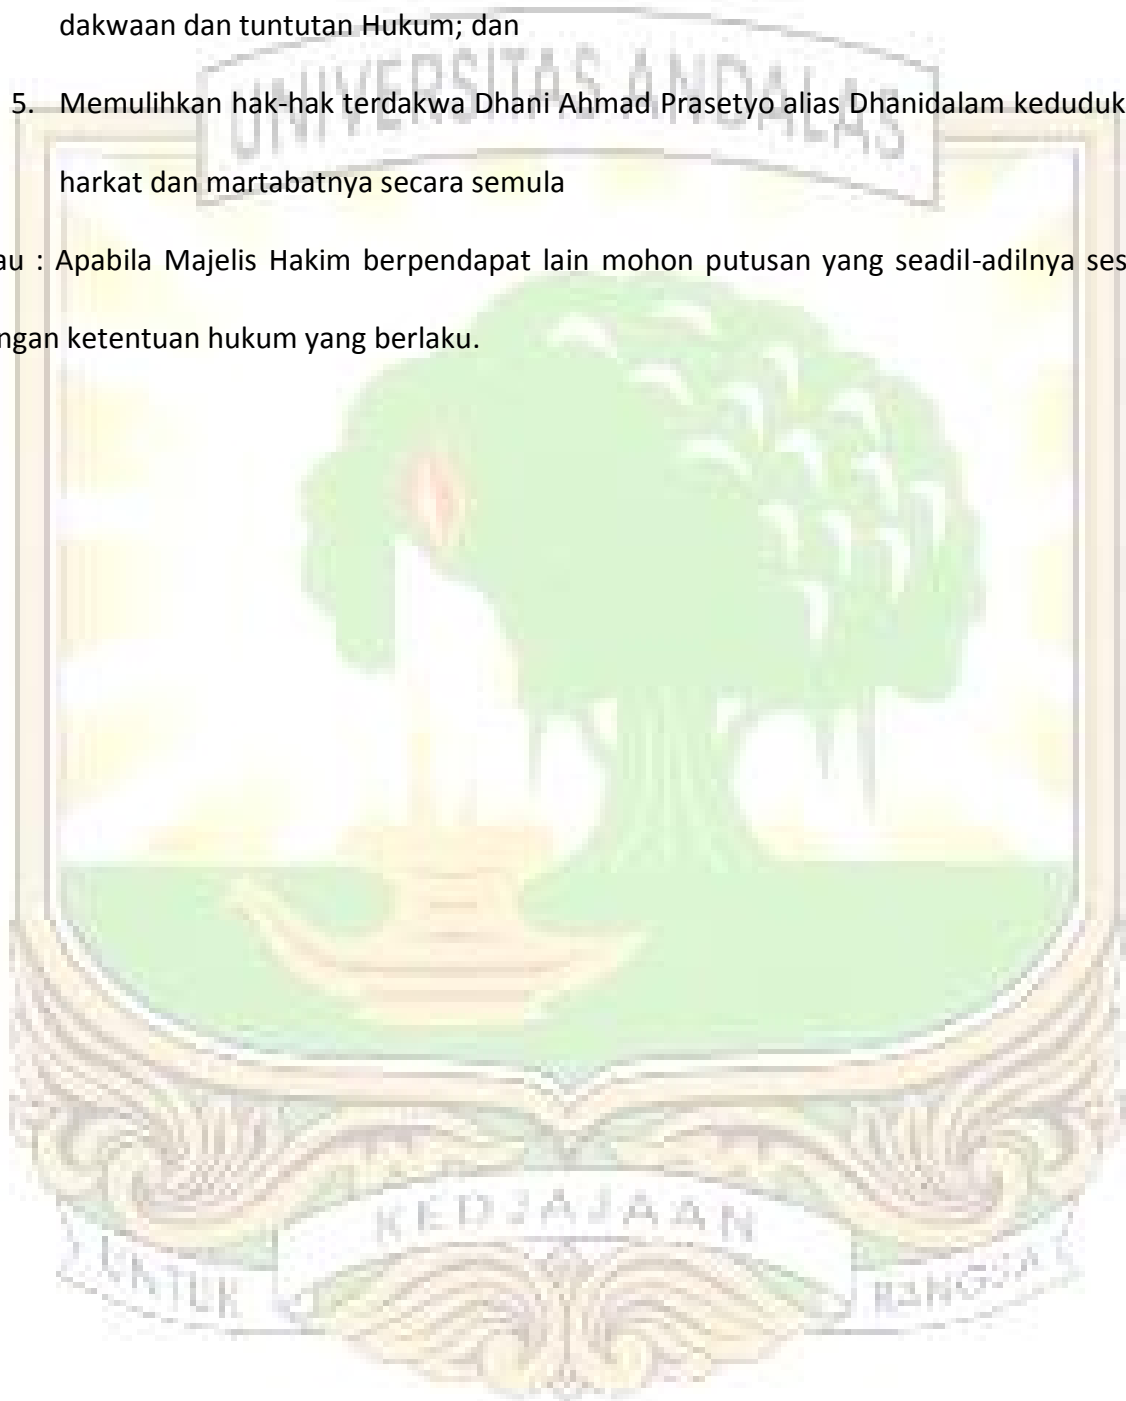 dakwaan dan tuntutan Hukum; dan
UNIVERSITAS ANDALAS
5. Memulihkan hak-hak terdakwa Dhani Ahmad Prasetyo alias Dhanidalam keduduk
harkat dan martabatnya secara semula
au : Apabila Majelis Hakim berpendapat lain mohon putusan yang seadil-adilnya ses
ngan ketentuan hukum yang berlaku.
UNTUK KEDJAJAAN BANGSA